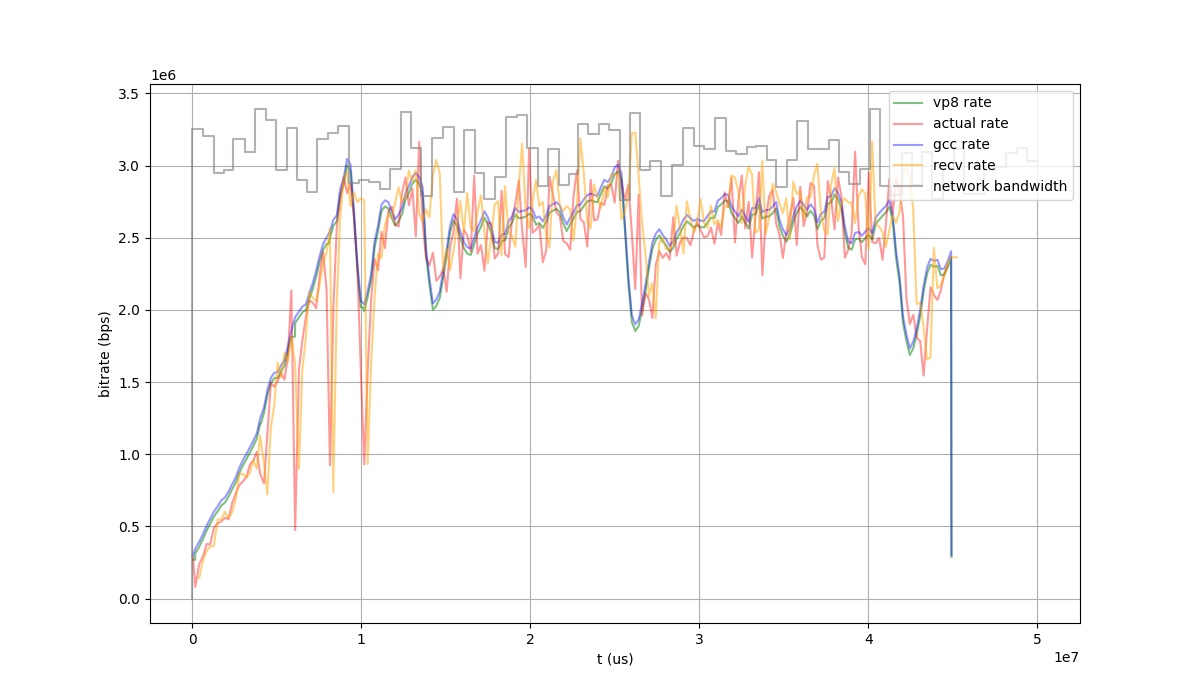 1e6
3.5
3.0
2.5
2.0
1.5
1.0
0.5
0.0
bitrate (bps)
vp8 rate
actual rate
gcc rate
recv rate
network bandwidth
0
1
2
3
4
5
t (us)
1e7